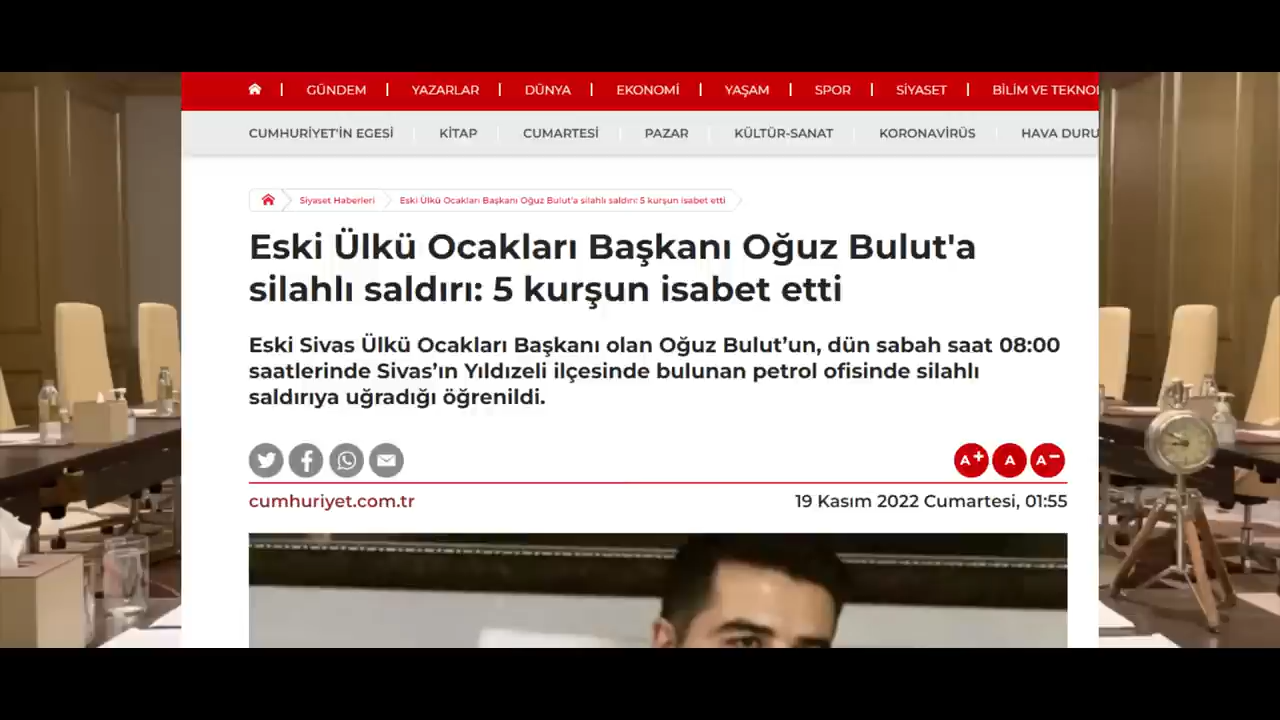 GÜNDEM YAZARLAR DÜNYA EKONOMİ YAŞAM SPOR SİYASET BİLİM VE TEKNO
CUMHURİYET'İN EGESİ KİTAP CUMARTESİ PAZAR KÜLTÜR-SANAT KORONAVİRÜS HAVA DURU
Siyaset Haberleri Eski Ülkü Ocakları Başkanı Oğuz Bulut'a silahlı saldırı: 5 kurşun isabet etti
Eski Ülkü Ocakları Başkanı Oğuz Bulut'a
silahlı saldırı: 5 kurşun isabet etti
Eski Sivas Ülkü Ocakları Başkanı olan Oğuz Bulut’un, dün sabah saat 08:00
saatlerinde Sivas’ın Yıldızeli ilçesinde bulunan petrol ofisinde silahlı
saldırıya uğradığı öğrenildi.
A+ A A-
cumhuriyet.com.tr 19 Kasım 2022 Cumartesi, 01:55